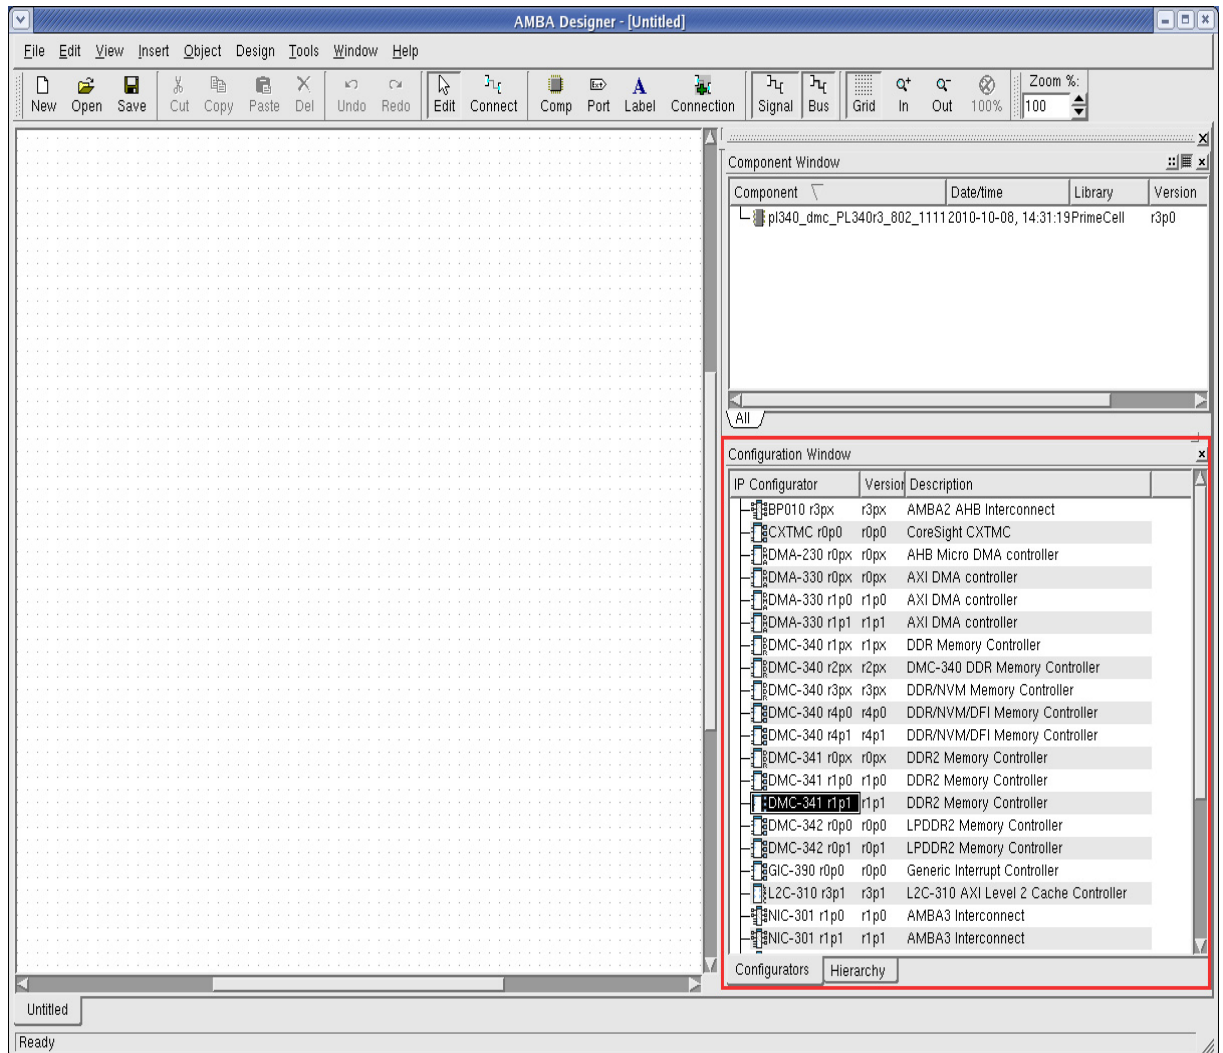 AMBA Designer - [Untitled]
File Edit View Insert Object Design Tools Window Help
New Open Save Cut Copy Paste Del Undo Redo Edit Connect Comp Port Label Connection Signal Bus Grid In Out 100% Zoom %:
100
Component Window
Component Date/time Library Version
pl340_dmc_PL340r3_802_1111 2010-10-08, 14:31:19 PrimeCell r3p0
All
Configuration Window
IP Configurator Version Description
BP010 r3px r3px AMBA2 AHB Interconnect
CXTMC r0p0 r0p0 CoreSight CXTMC
DMA-230 r0px r0px AHB Micro DMA controller
DMA-330 r0px r0px AXI DMA controller
DMA-330 r1p0 r1p0 AXI DMA controller
DMA-330 r1p1 r1p1 AXI DMA controller
DMC-340 r1px r1px DDR Memory Controller
DMC-340 r2px r2px DMC-340 DDR Memory Controller
DMC-340 r3px r3px DDR/NVM Memory Controller
DMC-340 r4p0 r4p0 DDR/NVM/DFI Memory Controller
DMC-340 r4p1 r4p1 DDR/NVM/DFI Memory Controller
DMC-341 r0px r0px DDR2 Memory Controller
DMC-341 r1p0 r1p0 DDR2 Memory Controller
DMC-341 r1p1 r1p1 DDR2 Memory Controller
DMC-342 r0p0 r0p0 LPDDR2 Memory Controller
DMC-342 r0p1 r0p1 LPDDR2 Memory Controller
GIC-390 r0p0 r0p0 Generic Interrupt Controller
L2C-310 r3p1 r3p1 L2C-310 AXI Level 2 Cache Controller
NIC-301 r1p0 r1p0 AMBA3 Interconnect
NIC-301 r1p1 r1p1 AMBA3 Interconnect
Configurators Hierarchy
Untitled
Ready